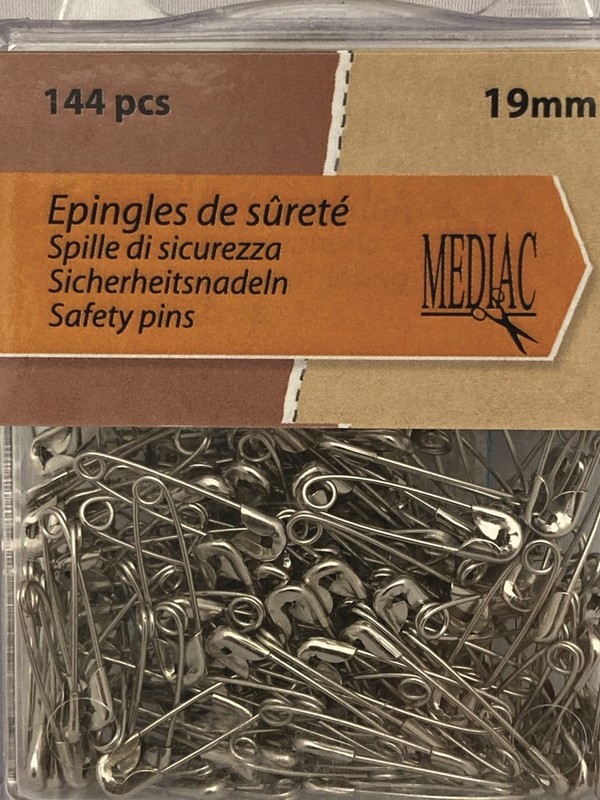 144 pcs
19mm
Epingles de sûreté
Spille di sicurezza
Sicherheitsnadeln
Safety pins
MEDIAC